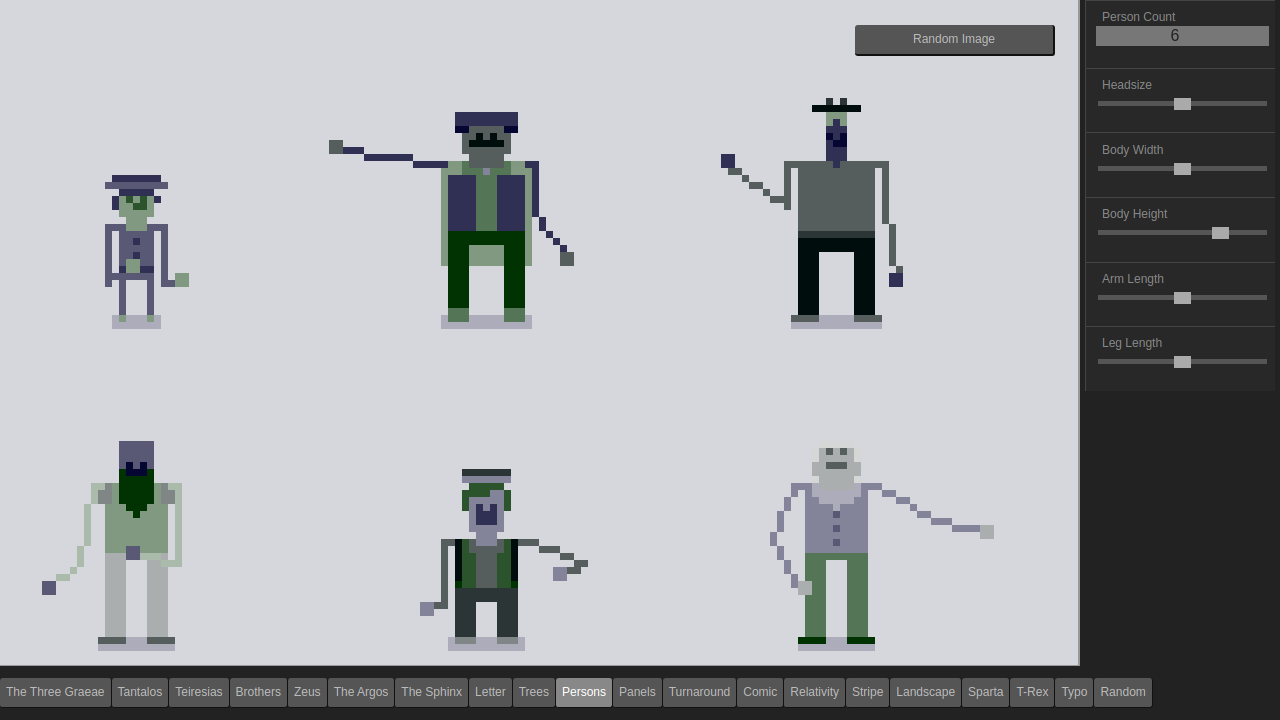 Random Image
Person Count
6
Headsize
Body Width
Body Height
Arm Length
Leg Length
The Three Graeae Tantalos Teiresias Brothers Zeus The Argos The Sphinx Letter Trees Persons Panels Turnaround Comic Relativity Stripe Landscape Sparta T-Rex Typo Random